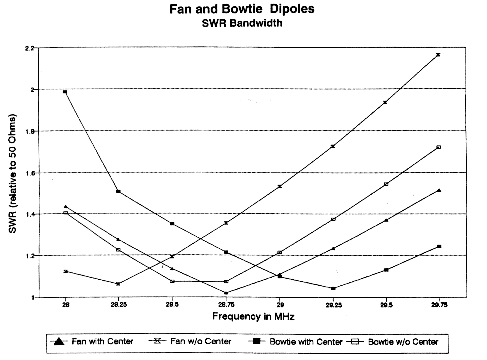 Fan and Bowtie Dipoles
SWR Bandwidth
SWR (relative to 50 Ohms)
2.2
2
1.8
1.6
1.4
1.2
1
28
28.25
28.5
28.75
29
29.25
29.5
29.75
Frequency in MHz
Fan with Center
Fan w/o Center
Bowtie with Center
Bowtie w/o Center